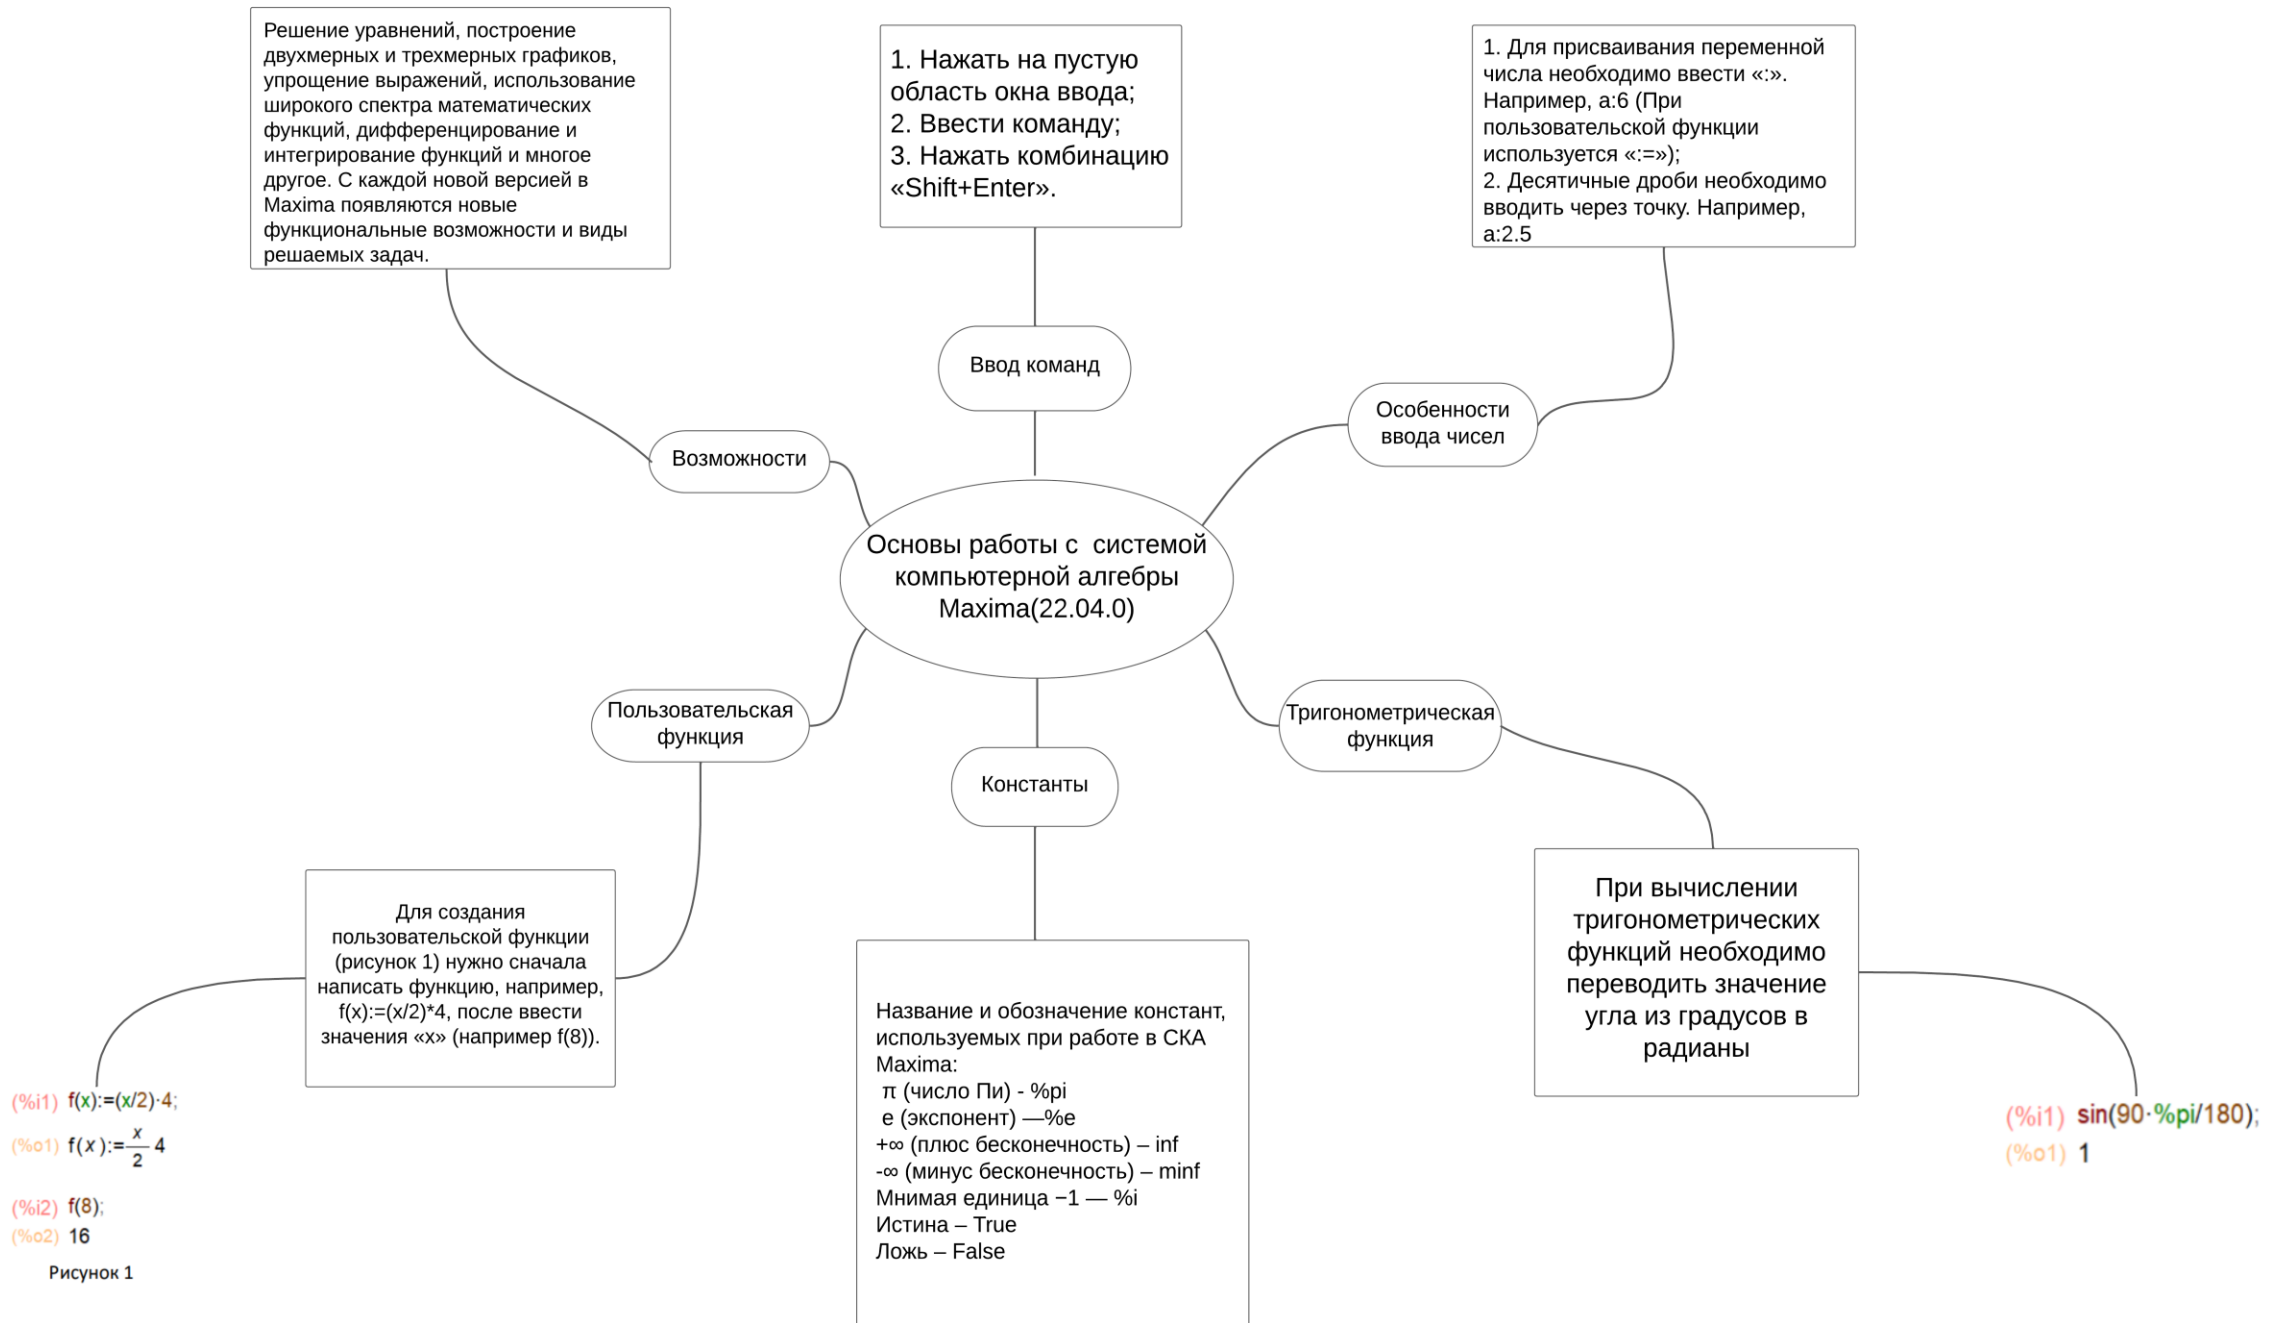 Решение уравнений, построение
двухмерных и трехмерных графиков,
упрощение выражений, использование
широкого спектра математических
функций, дифференцирование и
интегрирование функций и многое
другое. С каждой новой версией в
Maxima появляются новые
функциональные возможности и виды
решаемых задач.
1. Нажать на пустую
область окна ввода;
2. Ввести команду;
3. Нажать комбинацию
«Shift+Enter».
1. Для присваивания переменной
числа необходимо ввести «:».
Например, a:6 (При
пользовательской функции
используется «:=»);
2. Десятичные дроби необходимо
вводить через точку. Например,
a:2.5
Ввод команд
Особенности
ввода чисел
Возможности
Основы работы с  системой
компьютерной алгебры
Maxima(22.04.0)
Пользовательская
функция
Тригонометрическая
функция
Константы
Для создания
пользовательской функции
(рисунок 1) нужно сначала
написать функцию, например,
f(x):=(x/2)*4, после ввести
значения «x» (например f(8)).
(%i1) f(x):=(x/2)·4;
(%o1) f(x):=x/2 4
(%i2) f(8);
(%o2) 16
Рисунок 1
Название и обозначение констант,
используемых при работе в СКА
Maxima:
π (число Пи) - %pi
e (экспонент) —%e
+∞ (плюс бесконечность) – inf
-∞ (минус бесконечность) – minf
Мнимая единица −1 — %i
Истина – True
Ложь – False
При вычислении
тригонометрических
функций необходимо
переводить значение
угла из градусов в
радианы
(%i1) sin(90·%pi/180);
(%o1) 1